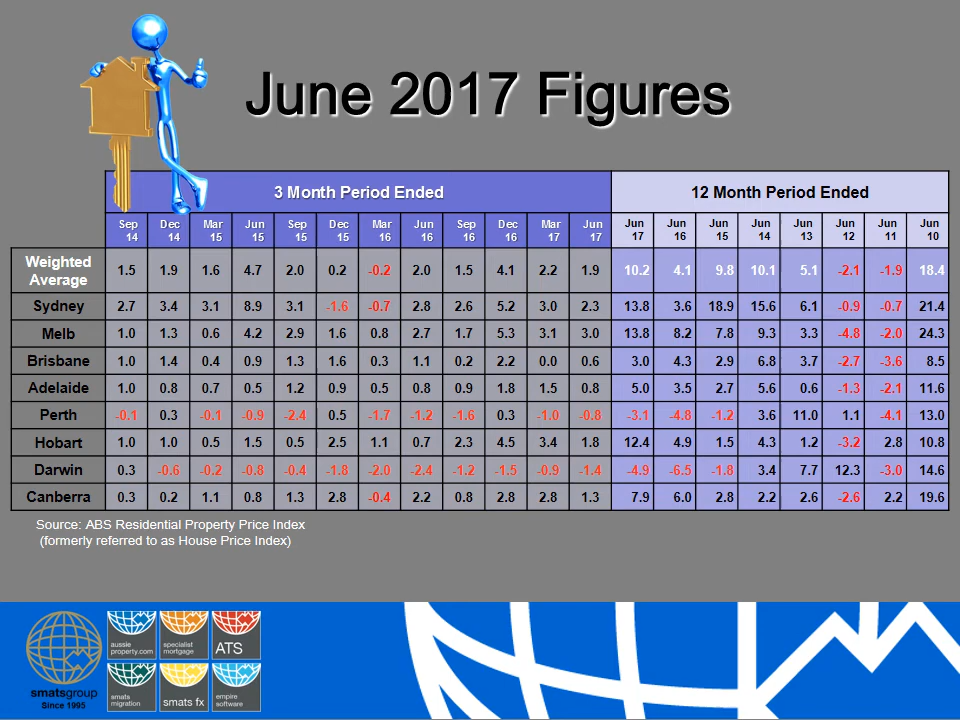 June 2017 Figures
3 Month Period Ended 12 Month Period Ended
Sep 14 Dec 14 Mar 15 Jun 15 Sep 15 Dec 15 Mar 16 Jun 16 Sep 16 Dec 16 Mar 17 Jun 17 Jun 17 Jun 16 Jun 15 Jun 14 Jun 13 Jun 12 Jun 11 Jun 10
Weighted Average 1.5 1.9 1.6 4.7 2.0 0.2 -0.2 2.0 1.5 4.1 2.2 1.9 10.2 4.1 9.8 10.1 5.1 -2.1 -1.9 18.4
Sydney 2.7 3.4 3.1 8.9 3.1 -1.6 -0.7 2.8 2.6 5.2 3.0 2.3 13.8 3.6 18.9 15.6 6.1 -0.9 -0.7 21.4
Melb 1.0 1.3 0.6 4.2 2.9 1.6 0.8 2.7 1.7 5.3 3.1 3.0 13.8 8.2 7.8 9.3 3.3 -4.8 -2.0 24.3
Brisbane 1.0 1.4 0.4 0.9 1.3 1.6 0.3 1.1 0.2 2.2 0.0 0.6 3.0 4.3 2.9 6.8 3.7 -2.7 -3.6 8.5
Adelaide 1.0 0.8 0.7 0.5 1.2 0.9 0.5 0.8 0.9 1.8 1.5 0.8 5.0 3.5 2.7 5.6 0.6 -1.3 -2.1 11.6
Perth -0.1 0.3 -0.1 -0.9 -2.4 0.5 -1.7 -1.2 -1.6 0.3 -1.0 -0.8 -3.1 -4.8 -1.2 3.6 11.0 1.1 -4.1 13.0
Hobart 1.0 1.0 0.5 1.5 0.5 2.5 1.1 0.7 2.3 4.5 3.4 1.8 12.4 4.9 1.5 4.3 1.2 -3.2 2.8 10.8
Darwin 0.3 -0.6 -0.2 -0.8 -0.4 -1.8 -2.0 -2.4 -1.2 -1.5 -0.9 -1.4 -4.9 -6.5 -1.8 3.4 7.7 12.3 -3.0 14.6
Canberra 0.3 0.2 1.1 0.8 1.3 2.8 -0.4 2.2 0.8 2.8 2.8 1.3 7.9 6.0 2.8 2.2 2.6 -2.6 2.2 19.6
Source: ABS Residential Property Price Index
(formerly referred to as House Price Index)
smatsgroup
Since 1995
aussie
property.com
specialist
mortgage
ATS
smats
migration
smats fx
empire
software